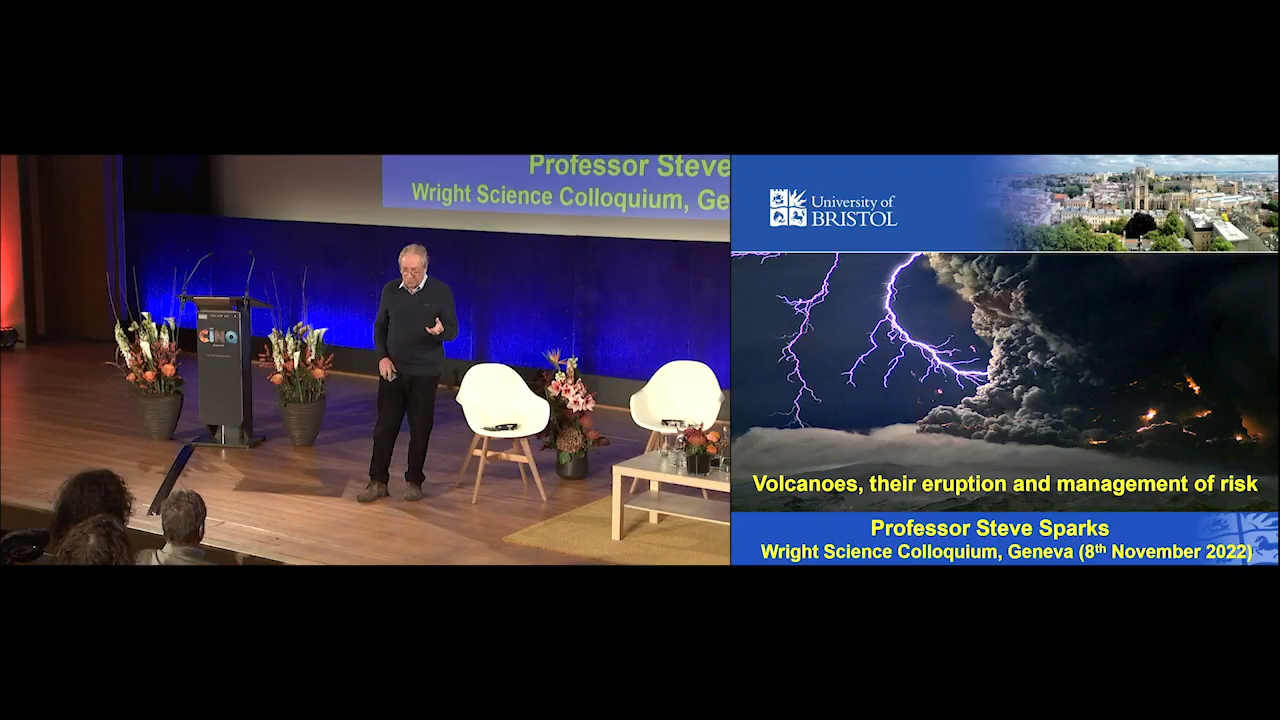 Professor Steve
Wright Science Colloquium, Ge
CINQ
University of
BRISTOL
Volcanoes, their eruption and management of risk
Professor Steve Sparks
Wright Science Colloquium, Geneva (8th November 2022)